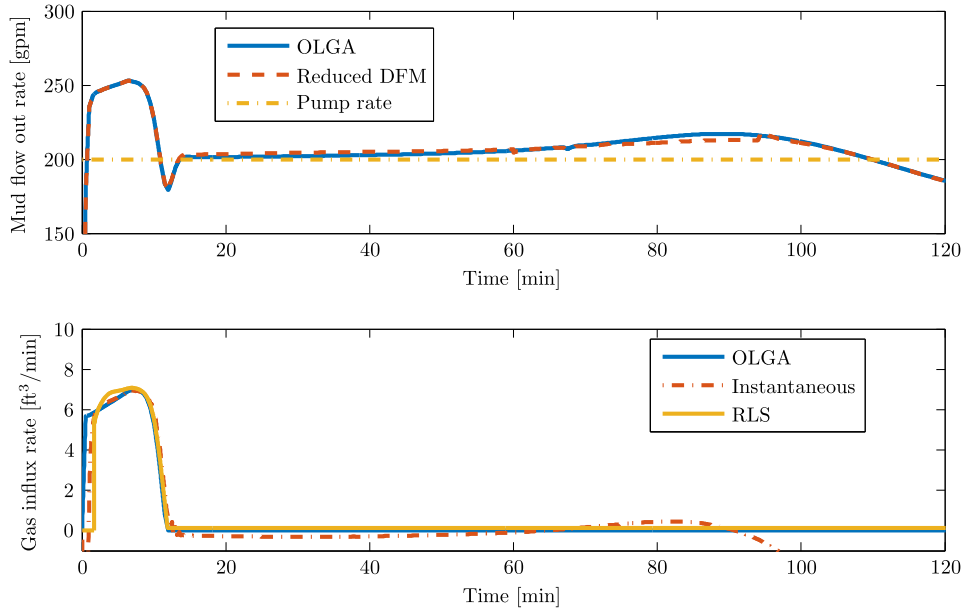 300
250
200
150
Mud flow out rate [gpm]
OLGA
Reduced DFM
Pump rate
0 20 40 60 80 100 120
Time [min]
10
8
6
4
2
0
Gas influx rate [ft³/min]
OLGA
Instantaneous
RLS
0 20 40 60 80 100 120
Time [min]